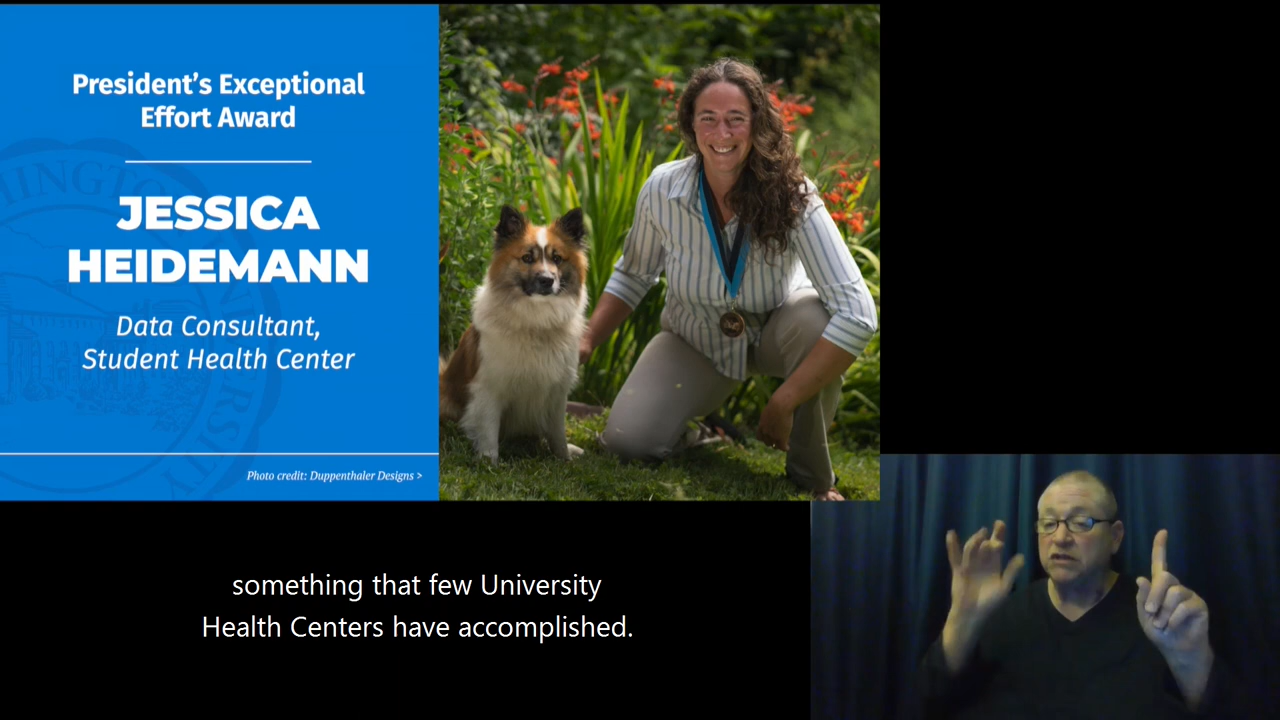 President's Exceptional
Effort Award
JESSICA
HEIDEMANN
Data Consultant,
Student Health Center
Photo credit: Duppenthaler Designs >
something that few University
Health Centers have accomplished.